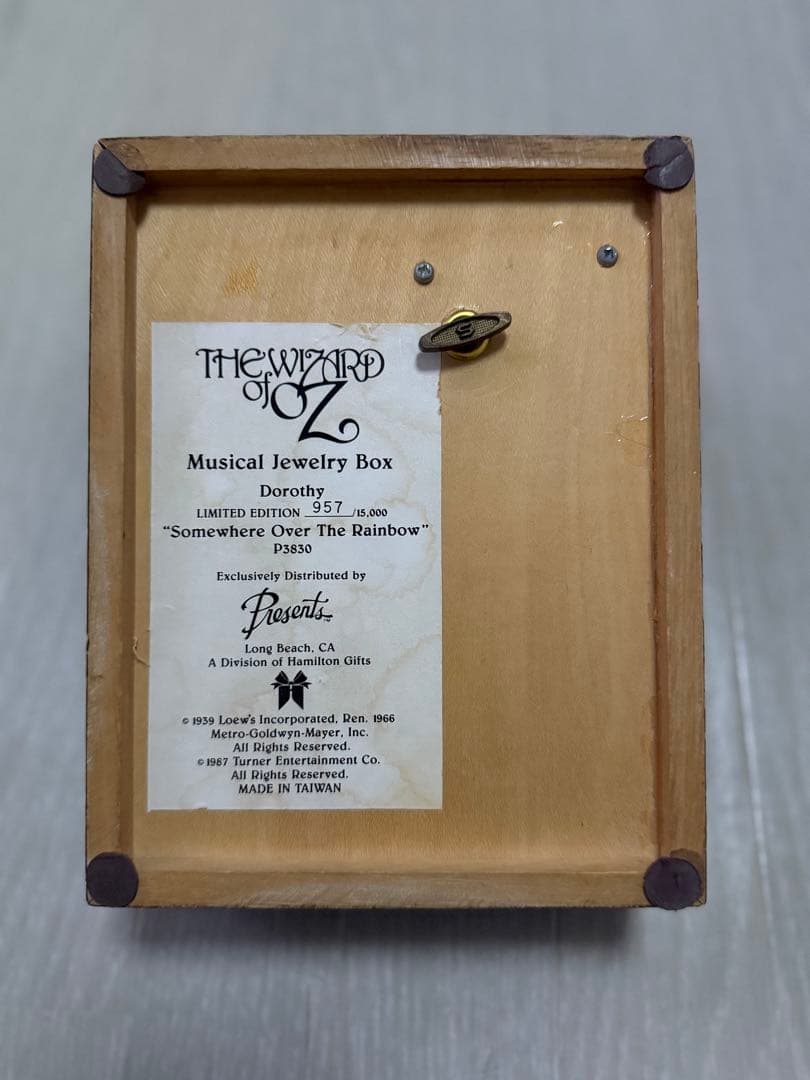 THE WIZARD
of OZ
Musical Jewelry Box
Dorothy
LIMITED EDITION 957/15,000
"Somewhere Over The Rainbow"
P3830
Exclusively Distributed by
Presents™
Long Beach, CA
A Division of Hamilton Gifts
H
© 1939 Loew's Incorporated, Ren. 1966
Metro-Goldwyn-Mayer, Inc.
All Rights Reserved.
© 1987 Turner Entertainment Co.
All Rights Reserved.
MADE IN TAIWAN